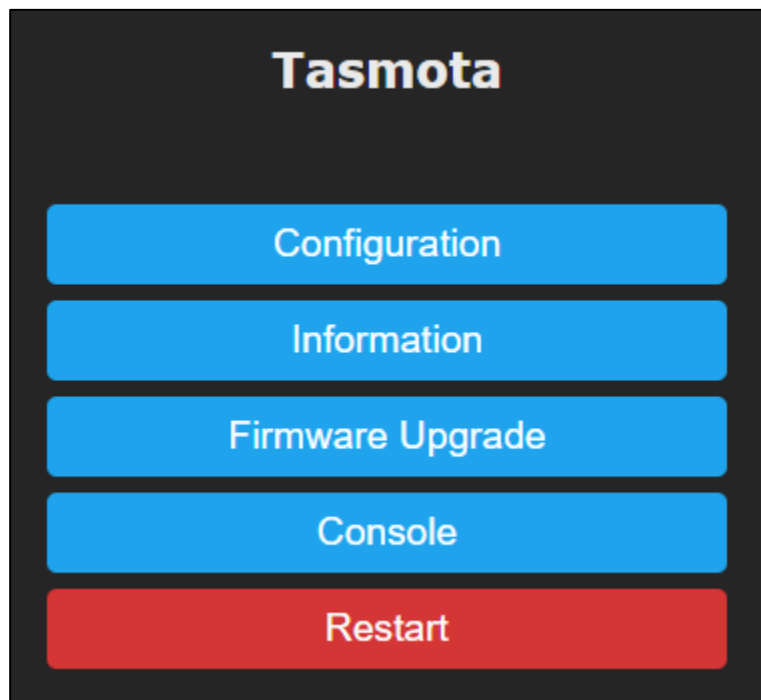 Tasmota
Configuration
Information
Firmware Upgrade
Console
Restart